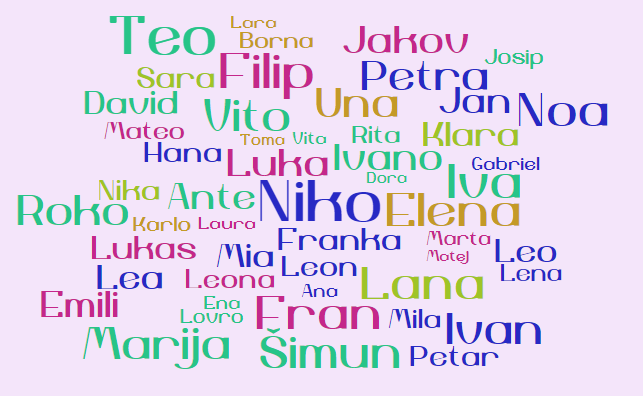 Lara
Teo
Borna
Jakov
Josip
Sara
Filip
Petra
David
Vito
Una
Jan
Noa
Mateo
Toma
Vita
Rita
Klara
Hana
Luka
Ivano
Gabriel
Dora
Iva
Nika
Ante
Niko
Elena
Roko
Karlo
Laura
Lukas
Mia
Franka
Marta
Matej
Leo
Lea
Leona
Leon
Lana
Lena
Ana
Emili
Ena
Lovro
Fran
Mila
Ivan
Marija
Šimun
Petar